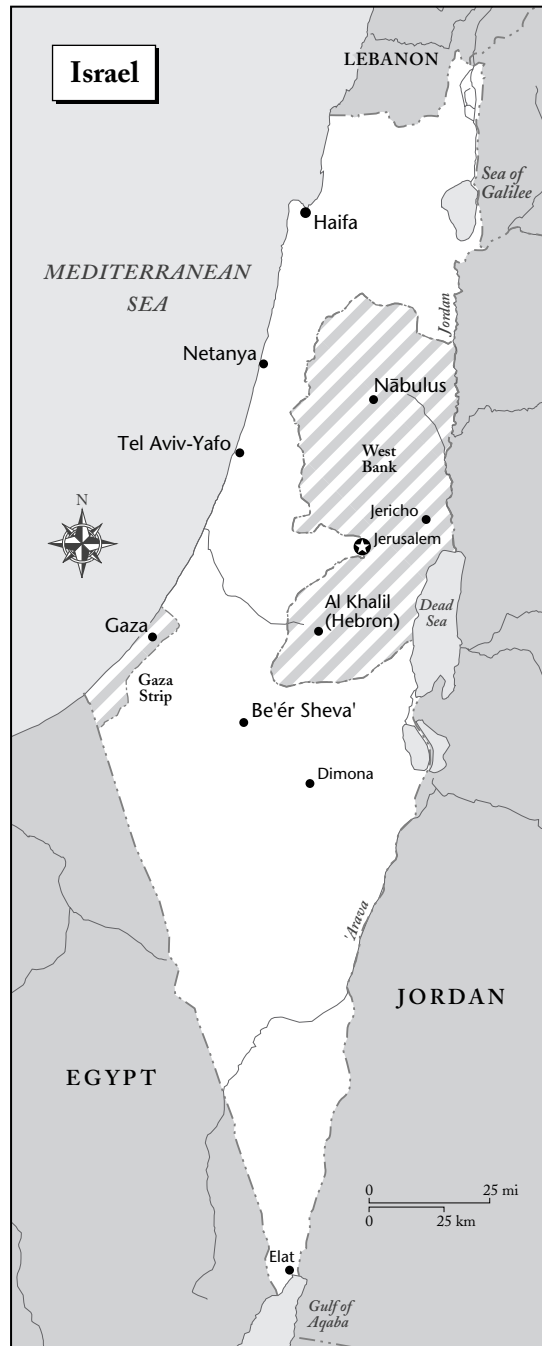 Israel
LEBANON
Sea of
Galilee
Haifa
MEDITERRANEAN
SEA
Jordan
Netanya
Nābulus
Tel Aviv-Yafo
West
Bank
N
Jericho
Jerusalem
Al Khalil
(Hebron)
Dead
Sea
Gaza
Gaza
Strip
Be'ér Sheva'
Dimona
'Arava
JORDAN
EGYPT
0 25 mi
0 25 km
Elat
Gulf of
Aqaba